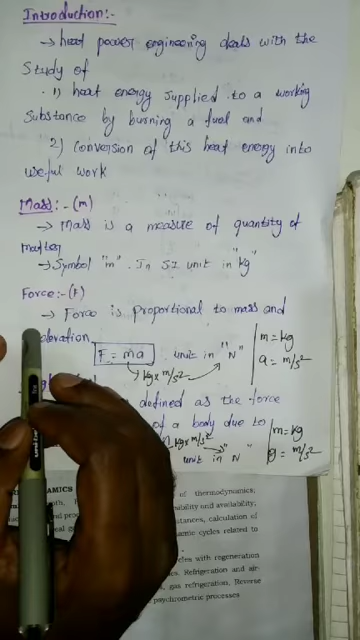 Introduction:-
→ heat power engineering deals with the
Study of
1) heat energy supplied to a working
Substance by burning a fuel and
2) conversion of this heat energy into
useful work
Mass:- (m)
→ Mass is a measure of quantity of
matter
→ Symbol "m". In SI unit in "kg"
Force:- (F)
→ Force is proportional to mass and
F = ma unit in "N" m = kg
a = m/s²
kg x m/s²
defined as the force
of a body due to
kg x m/s² m = kg
unit in "N" g = m/s²
of thermodynamics;
calculation of
cycles related to
cles with regeneration
Refrigeration and air-
gas refrigeration. Reverse
psychrometric processes